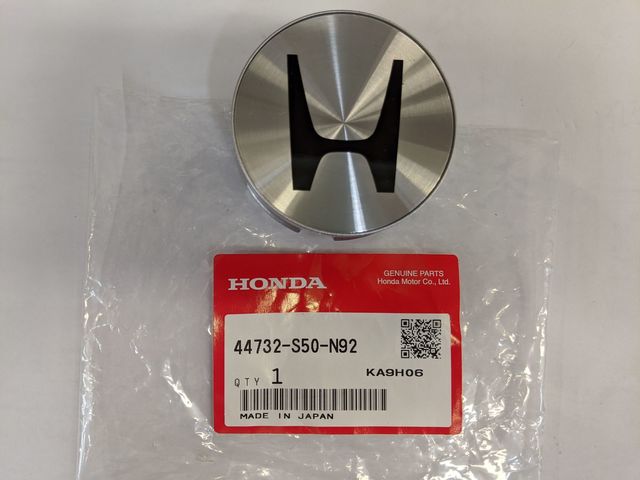 HONDA
GENUINE PARTS
Honda Motor Co., Ltd.
44732-S50-N92
KA9H06
QTY 1
MADE IN JAPAN